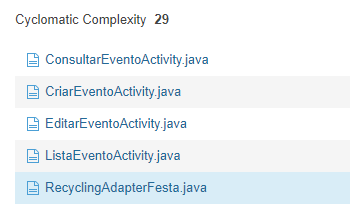 Cyclomatic Complexity 29
ConsultarEventoActivity.java
CriarEventoActivity.java
EditarEventoActivity.java
ListaEventoActivity.java
RecyclingAdapterFesta.java